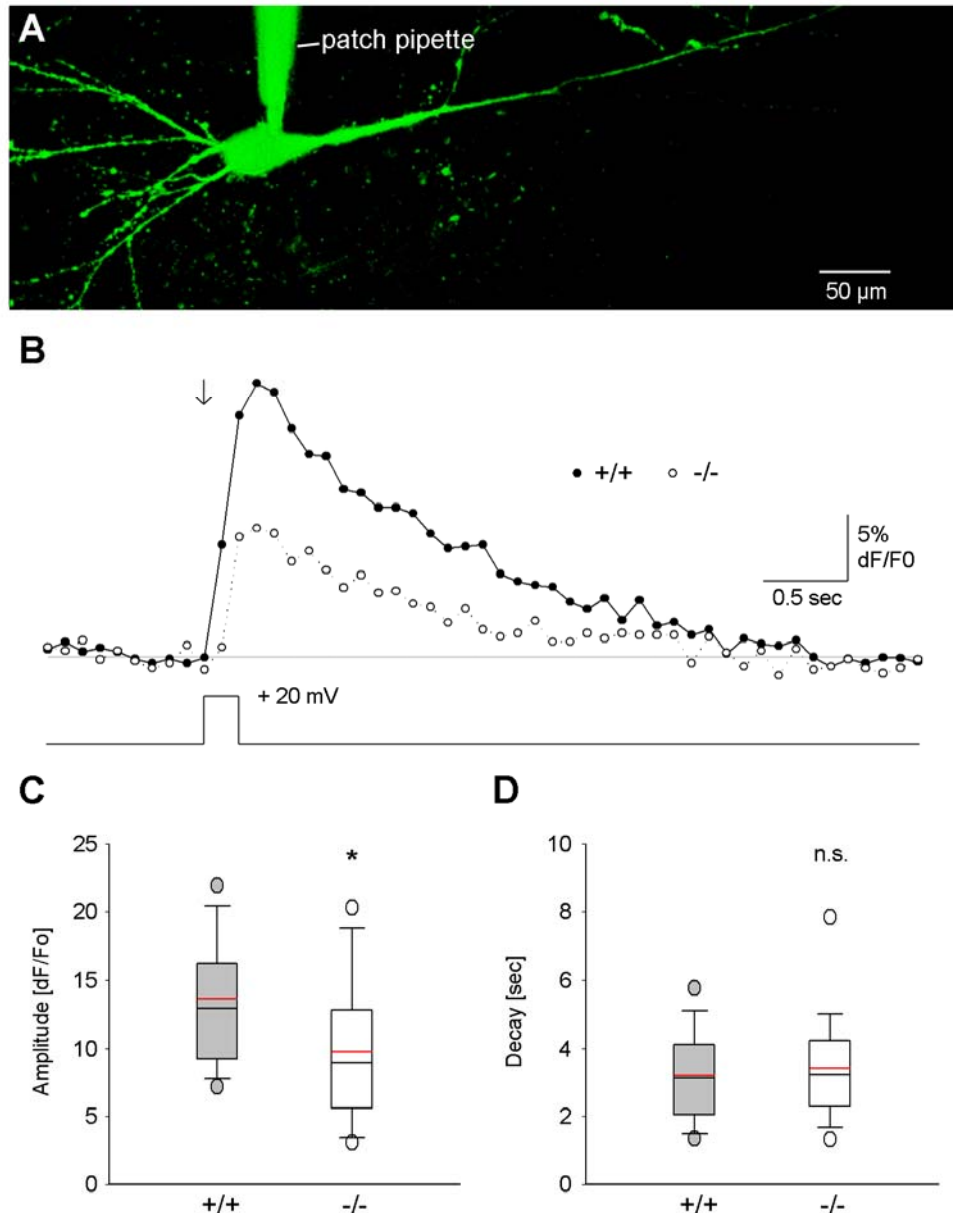 A
patch pipette
50 µm
B
+/+ -/-
5%
dF/F0
0.5 sec
+ 20 mV
C
D
25
20
15
10
5
0
Amplitude [dF/Fo]
*
+/+ -/-
10
8
6
4
2
0
Decay [sec]
n.s.
+/+ -/-